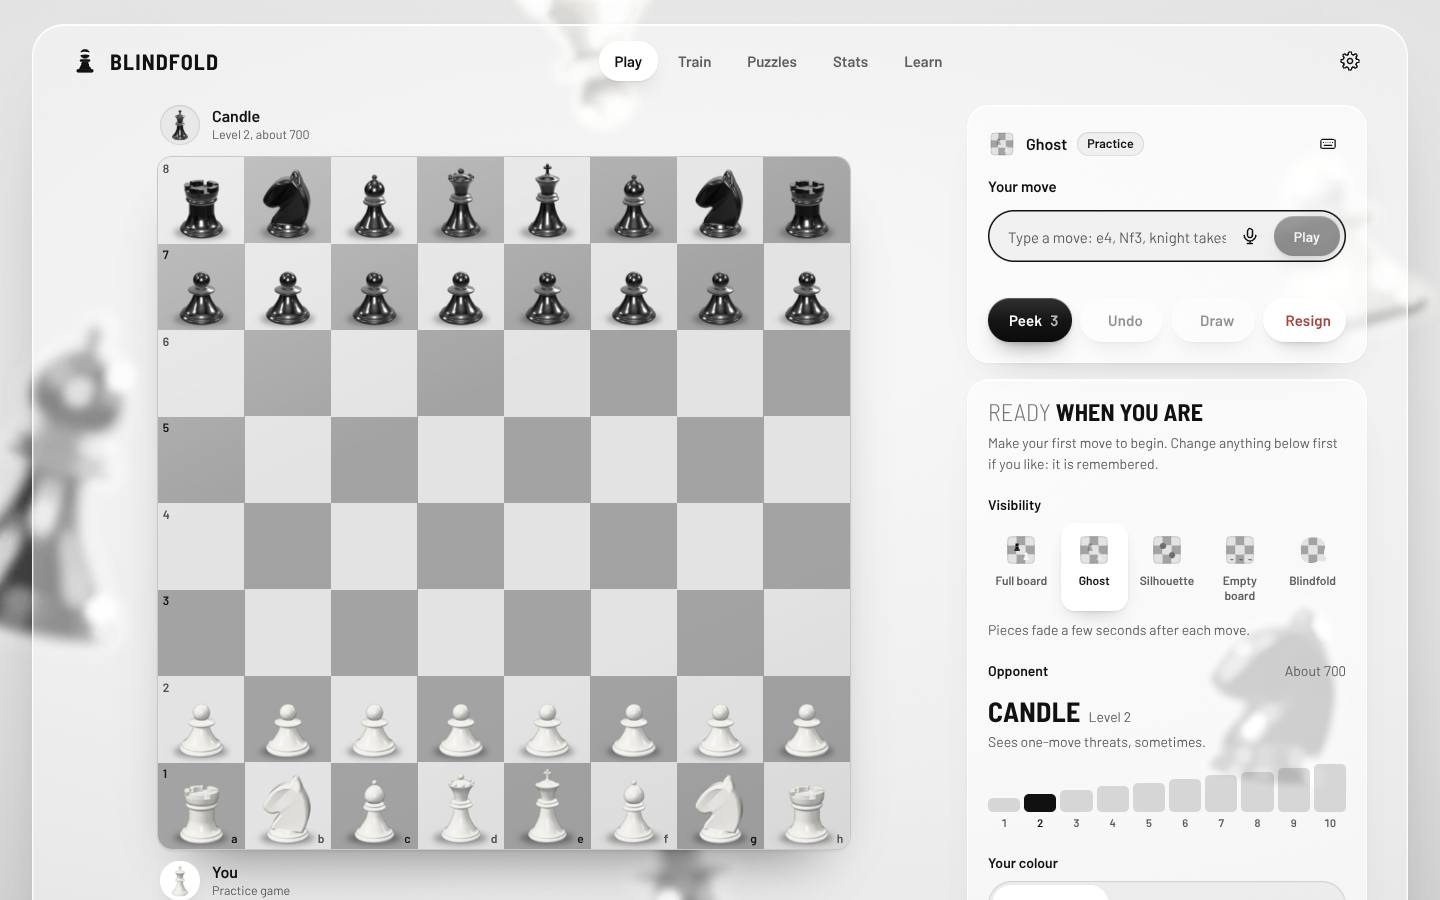 BLINDFOLD
Play
Train
Puzzles
Stats
Learn
Candle
Level 2, about 700
8
7
6
5
4
3
2
1
a
b
c
d
e
f
g
h
You
Practice game
Ghost
Practice
Your move
Type a move: e4, Nf3, knight takes
Play
Peek 3
Undo
Draw
Resign
READY WHEN YOU ARE
Make your first move to begin. Change anything below first
if you like: it is remembered.
Visibility
Full board
Ghost
Silhouette
Empty
board
Blindfold
Pieces fade a few seconds after each move.
Opponent
About 700
CANDLE Level 2
Sees one-move threats, sometimes.
1 2 3 4 5 6 7 8 9 10
Your colour